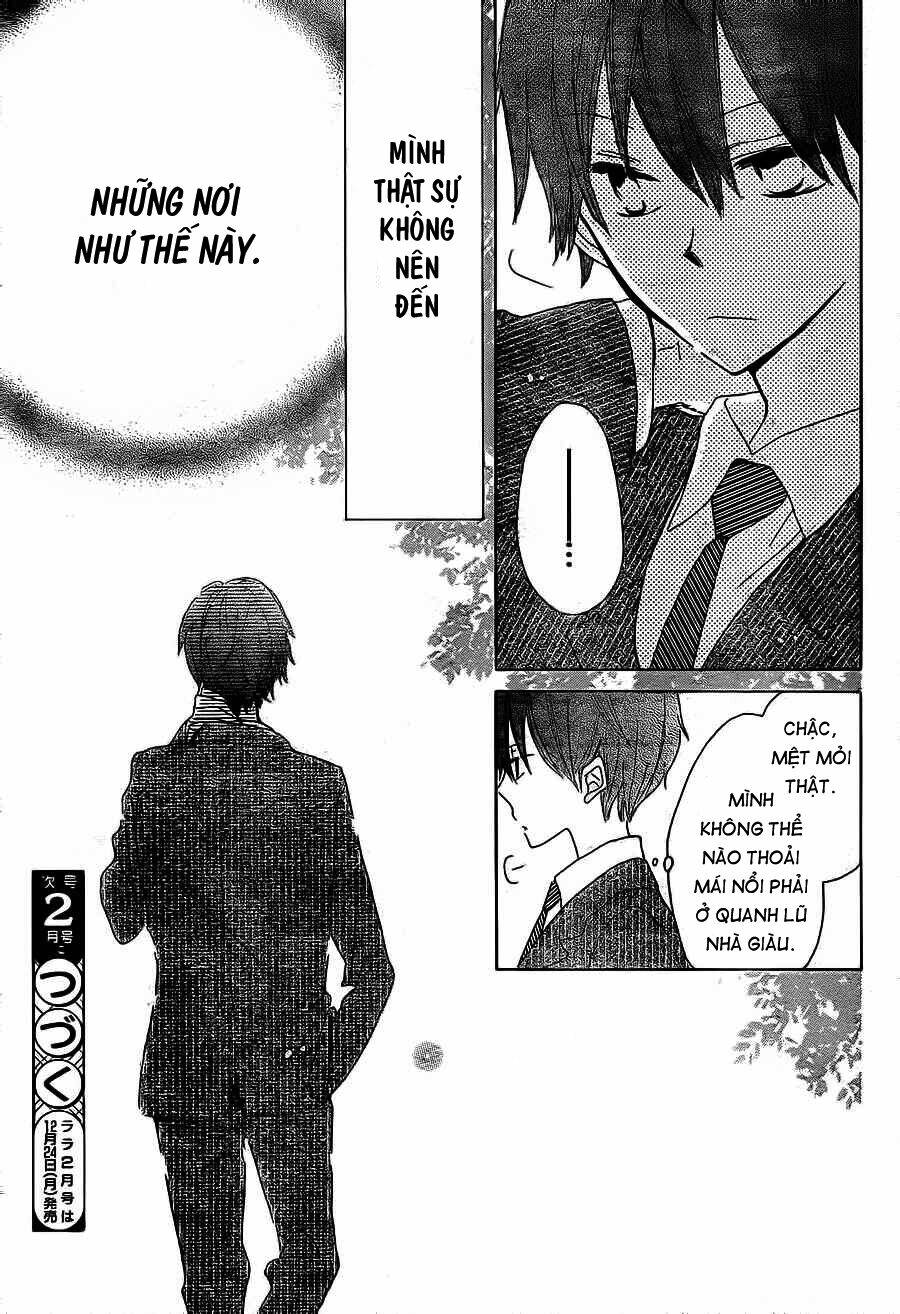 ―…
CHẬC,
MỆT MỎI
THẬT.
MÌNH
KHÔNG THỂ
NÀO THOẢI
MÁI NỔI PHẢI
Ở QUANH LŨ
NHÀ GIÀU.
MÌNH
THẬT SỰ
KHÔNG
NÊN
ĐẾN
NHỮNG NƠI
NHƯ THẾ NÀY.
次号
2
月号に
つづく
ララ2月号は
12月24日(月)発売